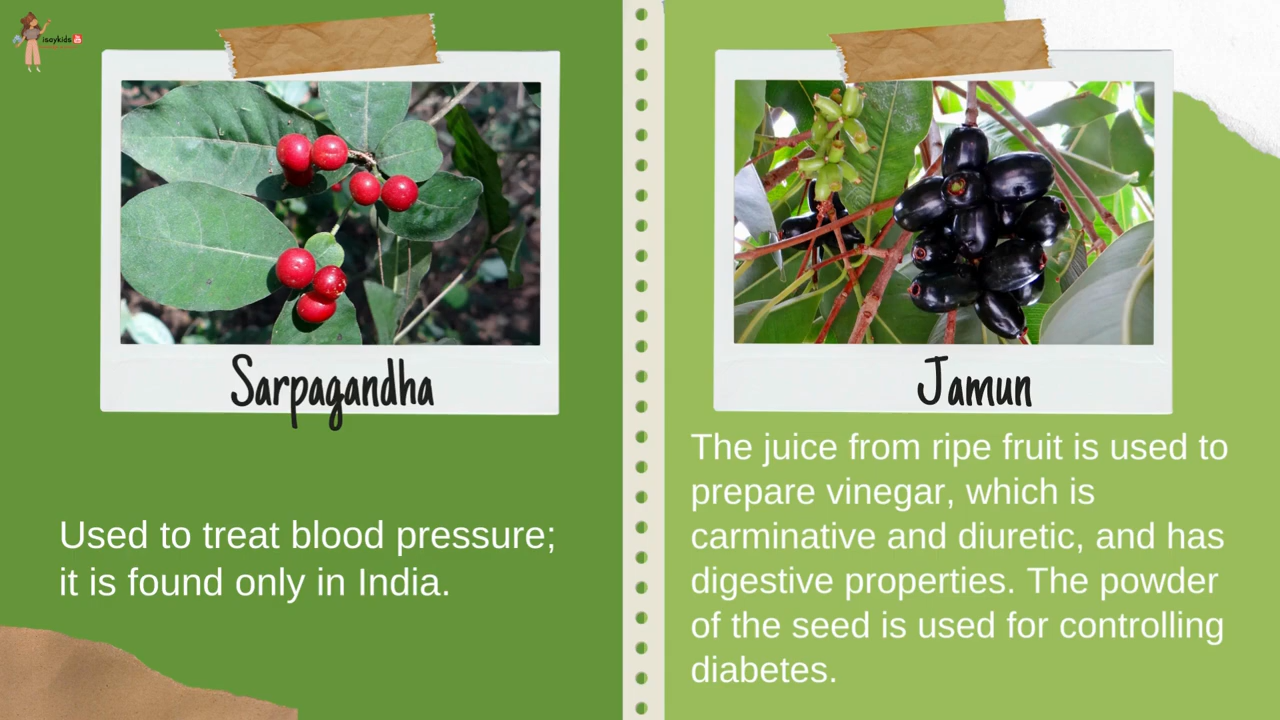 isaykids
Sarpagandha
Used to treat blood pressure;
it is found only in India.
Jamun
The juice from ripe fruit is used to
prepare vinegar, which is
carminative and diuretic, and has
digestive properties. The powder
of the seed is used for controlling
diabetes.